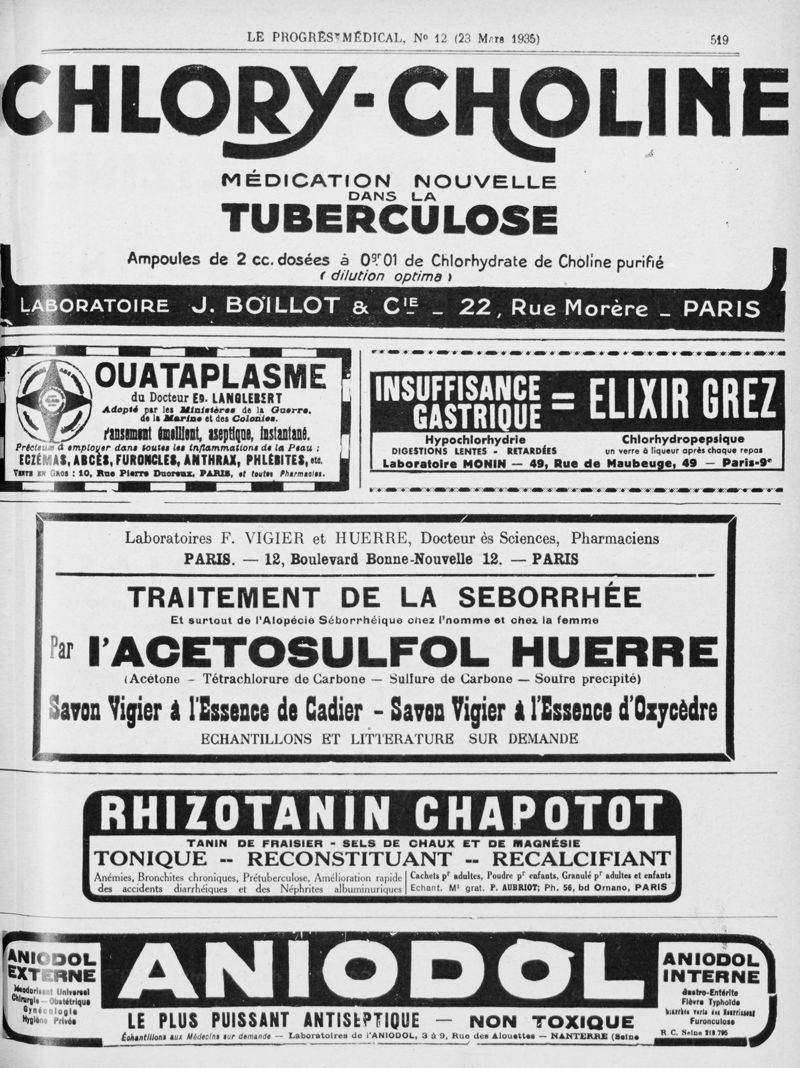 LE PROGRÈS MÉDICAL, No 12 (23 Mars 1935) 519
CHLORY-CHOLINE
MÉDICATION NOUVELLE
DANS LA
TUBERCULOSE
Ampoules de 2 cc. dosées à 0gr.01 de Chlorhydrate de Choline purifié
(dilution optima)
LABORATOIRE J. BOILLOT & CIE _ 22, Rue Morère _ PARIS
OUATAPLASME
du Docteur ED. LANGLEBERT
Adopté par les Ministères de la Guerre,
de la Marine et des Colonies.
Pansement émollient, aseptique, instantané.
Précieux à employer dans toutes les inflammations de la Peau :
ECZÉMAS, ABCÈS, FURONCLES, ANTHRAX, PHLÉBITES, etc.
VENTE EN GROS : 10, Rue Pierre Ducreux, PARIS, et toutes Pharmacies.
INSUFFISANCE
GASTRIQUE = ELIXIR GREZ
Hypochlorhydrie Chlorhydropepsique
DIGESTIONS LENTES - RETARDÉES un verre à liqueur après chaque repas
Laboratoire MONIN — 49, Rue de Maubeuge, 49 — Paris-9e
Laboratoires F. VIGIER et HUERRE, Docteur ès Sciences, Pharmaciens
PARIS. — 12, Boulevard Bonne-Nouvelle 12. — PARIS
TRAITEMENT DE LA SEBORRHÉE
Et surtout de l'Alopécie Séborrhéique chez l'homme et chez la femme
Par l'ACETOSULFOL HUERRE
(Acétone — Tétrachlorure de Carbone — Sulfure de Carbone — Soufre précipité)
Savon Vigier à l'Essence de Cadier - Savon Vigier à l'Essence d'Oxycèdre
ECHANTILLONS ET LITTERATURE SUR DEMANDE
RHIZOTANIN CHAPOTOT
TANIN DE FRAISIER - SELS DE CHAUX ET DE MAGNÉSIE
TONIQUE -- RECONSTITUANT -- RECALCIFIANT
Anémies, Bronchites chroniques, Prétuberculose, Amélioration rapide
des accidents diarrhéiques et des Néphrites albuminuriques
Cachets pr adultes, Poudre pr enfants, Granulé pr adultes et enfants
Echant. Ml grat. P. AUBRIOT; Ph. 56, bd Ornano, PARIS
ANIODOL
EXTERNE
Désodorisant Universel
Chirurgie - Obstétrique
Gynécologie
Hygiène Privée
ANIODOL
LE PLUS PUISSANT ANTISEPTIQUE — NON TOXIQUE
Échantillons aux Médecins sur demande — Laboratoires de l'ANIODOL, 3 à 9, Rue des Alouettes — NANTERRE (Seine
ANIODOL
INTERNE
Gastro-Entérite
Fièvre Typhoïde
Diarrhée verte des Nourrissons
Furonculose
R. C. Seine 218.795